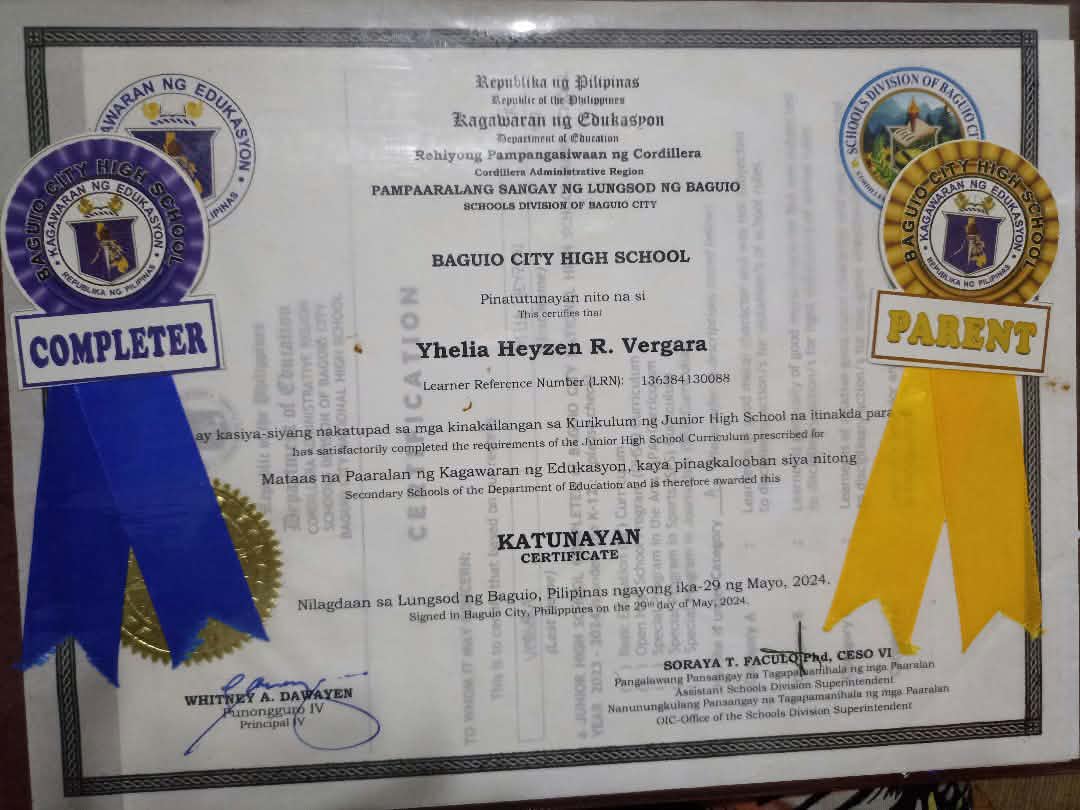 Republika ng Pilipinas
Republic of the Philippines
Kagawaran ng Edukasyon
Department of Education
Rehiyong Pampangasiwaan ng Cordillera
Cordillera Administrative Region
PAMPAARALANG SANGAY NG LUNGSOD NG BAGUIO
SCHOOLS DIVISION OF BAGUIO CITY
KAGAWARAN NG EDUKASYON
SCHOOLS DIVISION OF BAGUIO
BAGUIO CITY HIGH SCHOOL
KAGAWARAN NG EDUKASYON
REPUBLIKA NG PILIPINAS
COMPLETER
BAGUIO CITY HIGH SCHOOL
KAGAWARAN NG EDUKASYON
REPUBLIKA NG PILIPINAS
PARENT
BAGUIO CITY HIGH SCHOOL
Pinatutunayan nito na si
This certifies that
Yhelia Heyzen R. Vergara
Learner Reference Number (LRN): 136384130088
ay kasiya-siyang nakatupad sa mga kinakailangan sa Kurikulum ng Junior High School na itinakda para
has satisfactorily completed the requirements of the Junior High School Curriculum prescribed for
Mataas na Paaralan ng Kagawaran ng Edukasyon, kaya pinagkalooban siya nitong
Secondary Schools of the Department of Education and is therefore awarded this
KATUNAYAN
CERTIFICATE
Nilagdaan sa Lungsod ng Baguio, Pilipinas ngayong ika-29 ng Mayo, 2024.
Signed in Baguio City, Philippines on the 29th day of May, 2024.
WHITNEY A. DAWAYEN
Punongguro IV
Principal IV
SORAYA T. FACULO Phd, CESO VI
Pangalawang Pansangay na Tagapamanihala ng mga Paaralan
Assistant Schools Division Superintendent
Nanunungkulang Pansangay na Tagapamanihala ng mga Paaralan
OIC-Office of the Schools Division Superintendent